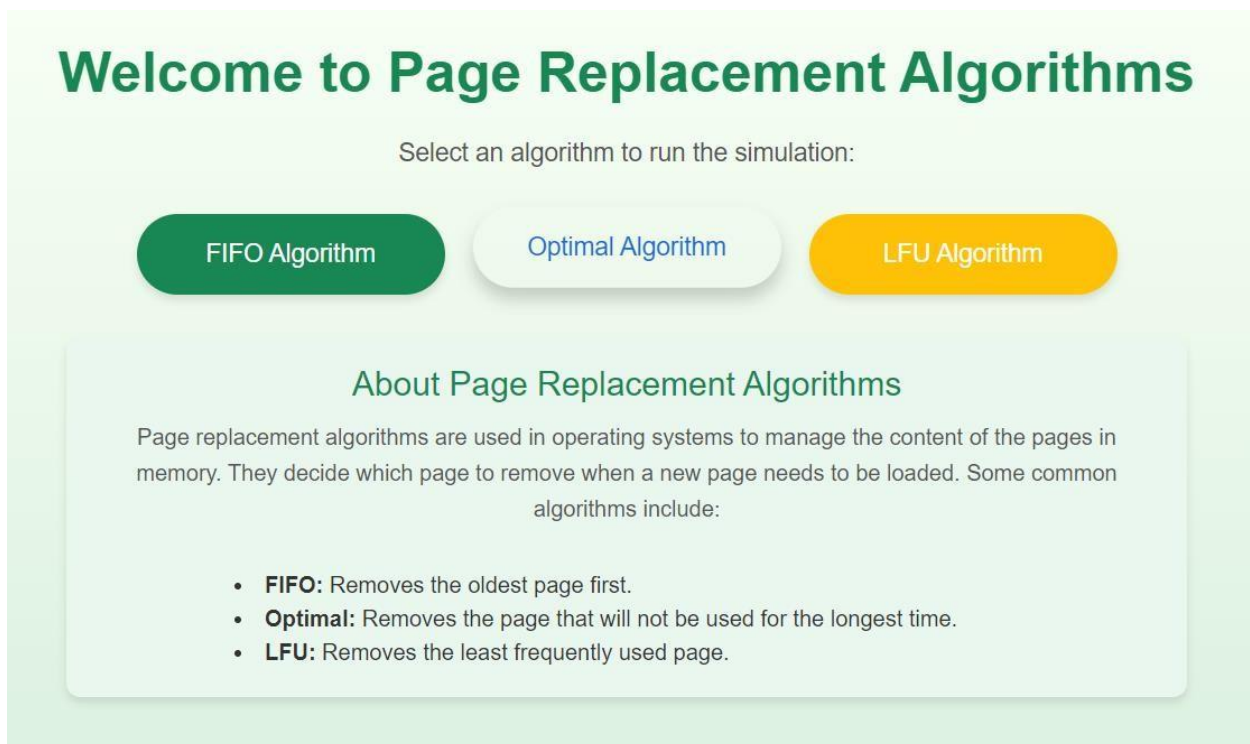 Welcome to Page Replacement Algorithms
Select an algorithm to run the simulation:
FIFO Algorithm
Optimal Algorithm
LFU Algorithm
About Page Replacement Algorithms
Page replacement algorithms are used in operating systems to manage the content of the pages in
memory. They decide which page to remove when a new page needs to be loaded. Some common
algorithms include:
• FIFO: Removes the oldest page first.
• Optimal: Removes the page that will not be used for the longest time.
• LFU: Removes the least frequently used page.